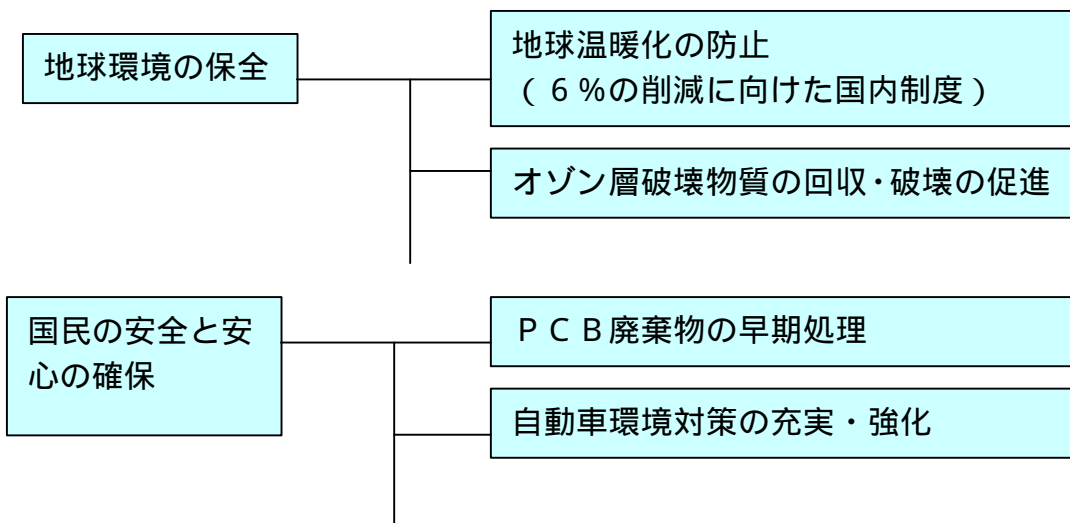 地球環境の保全
地球温暖化の防止
（６％の削減に向けた国内制度）
オゾン層破壊物質の回収・破壊の促進
国民の安全と安
心の確保
ＰＣＢ廃棄物の早期処理
自動車環境対策の充実・強化